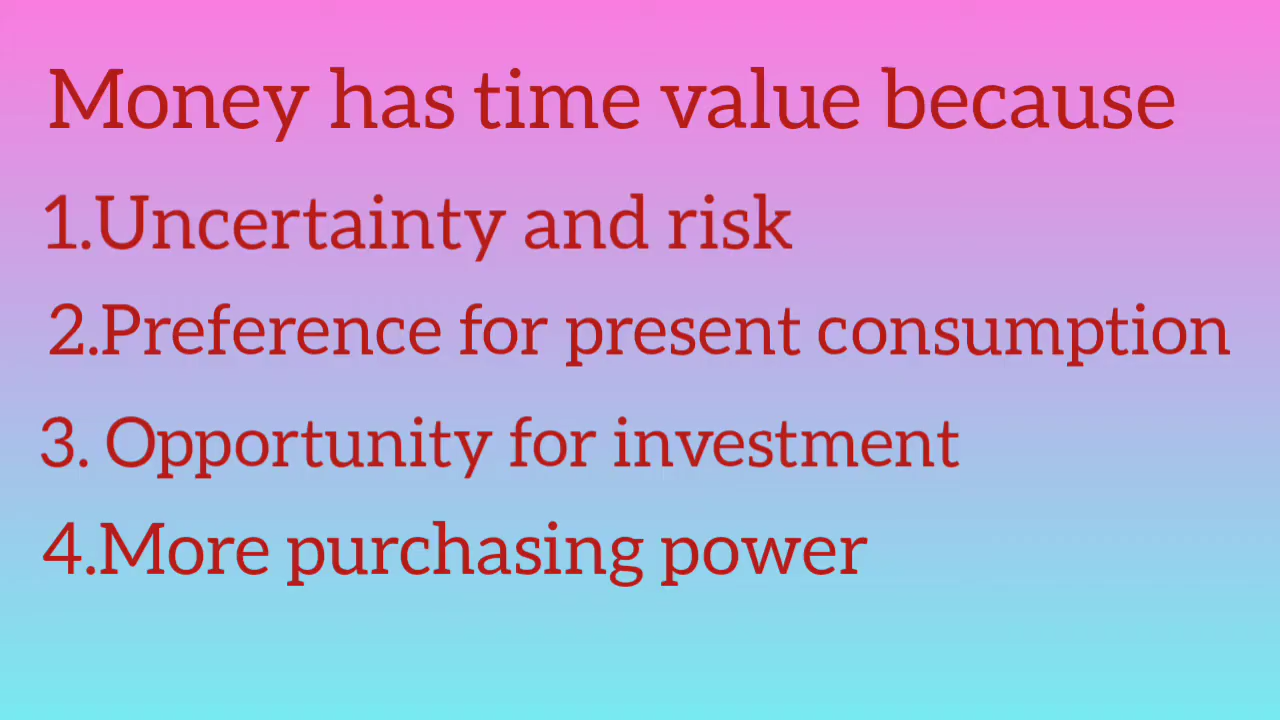 Money has time value because
1.Uncertainty and risk
2.Preference for present consumption
3. Opportunity for investment
4.More purchasing power